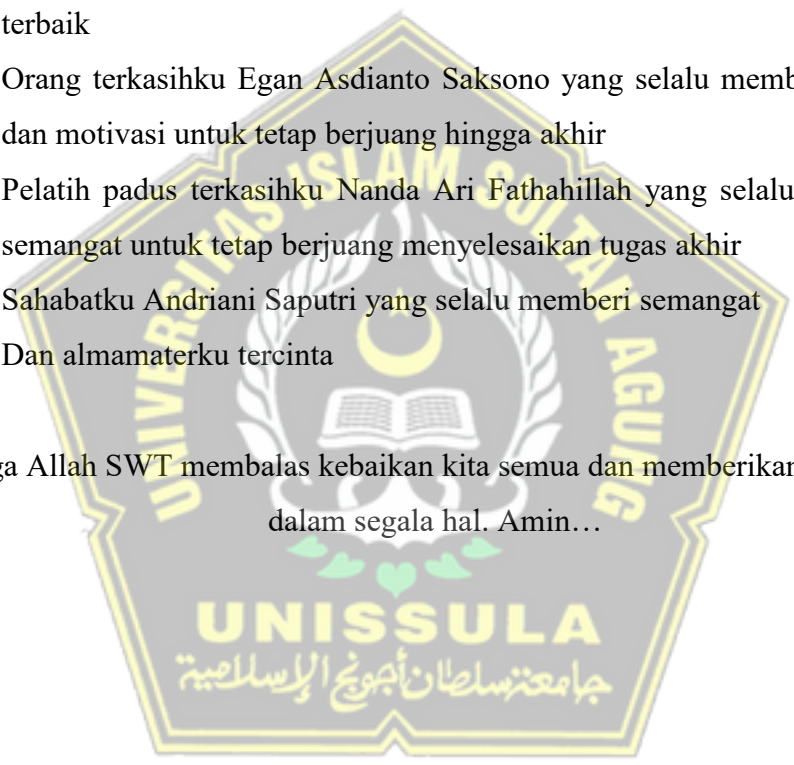 terbaik
Orang terkasihku Egan Asdianto Saksono yang selalu memb
dan motivasi untuk tetap berjuang hingga akhir
Pelatih padus terkasihku Nanda Ari Fathahillah yang selalu
semangat untuk tetap berjuang menyelesaikan tugas akhir
Sahabatku Andriani Saputri yang selalu memberi semangat
Dan almamaterku tercinta
ga Allah SWT membalas kebaikan kita semua dan memberikan
dalam segala hal. Amin…
UNIVERSITAS ISLAM SULTAN AGUNG
UNISSULA
جامعتنسلطان أجونج الإسلامية